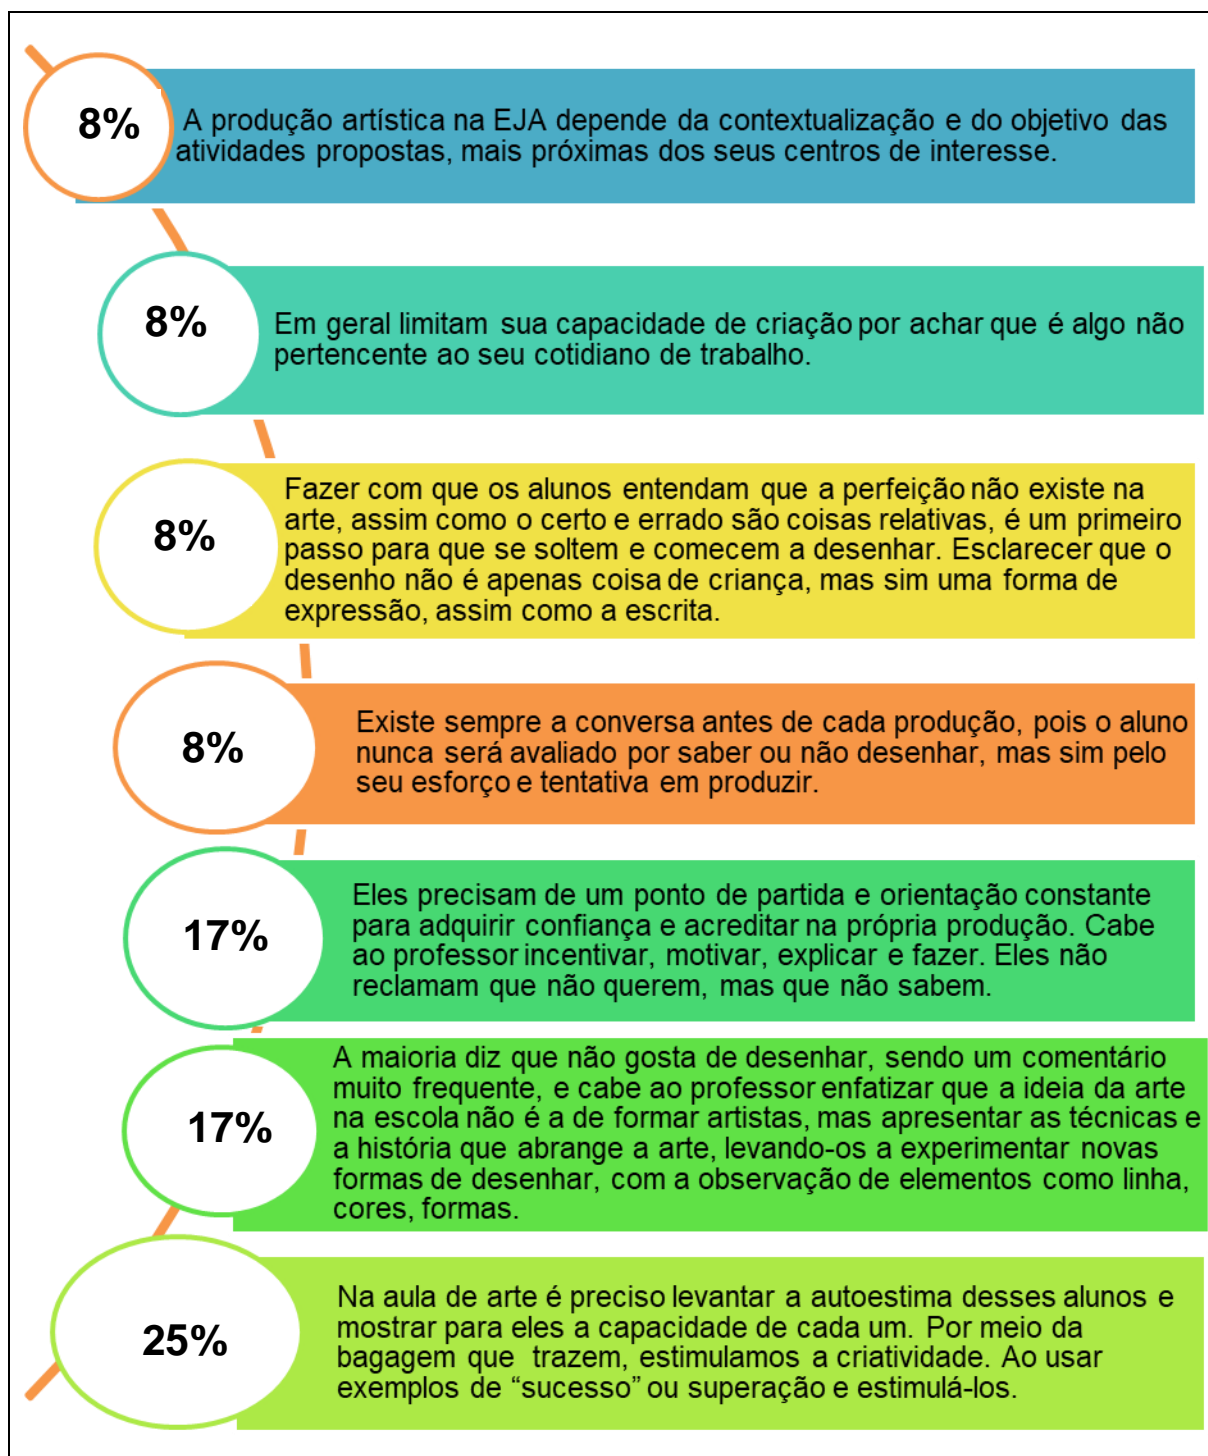 8%
A produção artística na EJA depende da contextualização e do objetivo das
atividades propostas, mais próximas dos seus centros de interesse.
8%
Em geral limitam sua capacidade de criação por achar que é algo não
pertencente ao seu cotidiano de trabalho.
8%
Fazer com que os alunos entendam que a perfeição não existe na
arte, assim como o certo e errado são coisas relativas, é um primeiro
passo para que se soltem e comecem a desenhar. Esclarecer que o
desenho não é apenas coisa de criança, mas sim uma forma de
expressão, assim como a escrita.
8%
Existe sempre a conversa antes de cada produção, pois o aluno
nunca será avaliado por saber ou não desenhar, mas sim pelo
seu esforço e tentativa em produzir.
17%
Eles precisam de um ponto de partida e orientação constante
para adquirir confiança e acreditar na própria produção. Cabe
ao professor incentivar, motivar, explicar e fazer. Eles não
reclamam que não querem, mas que não sabem.
17%
A maioria diz que não gosta de desenhar, sendo um comentário
muito frequente, e cabe ao professor enfatizar que a ideia da arte
na escola não é a de formar artistas, mas apresentar as técnicas e
a história que abrange a arte, levando-os a experimentar novas
formas de desenhar, com a observação de elementos como linha,
cores, formas.
25%
Na aula de arte é preciso levantar a autoestima desses alunos e
mostrar para eles a capacidade de cada um. Por meio da
bagagem que trazem, estimulamos a criatividade. Ao usar
exemplos de “sucesso” ou superação e estimulá-los.